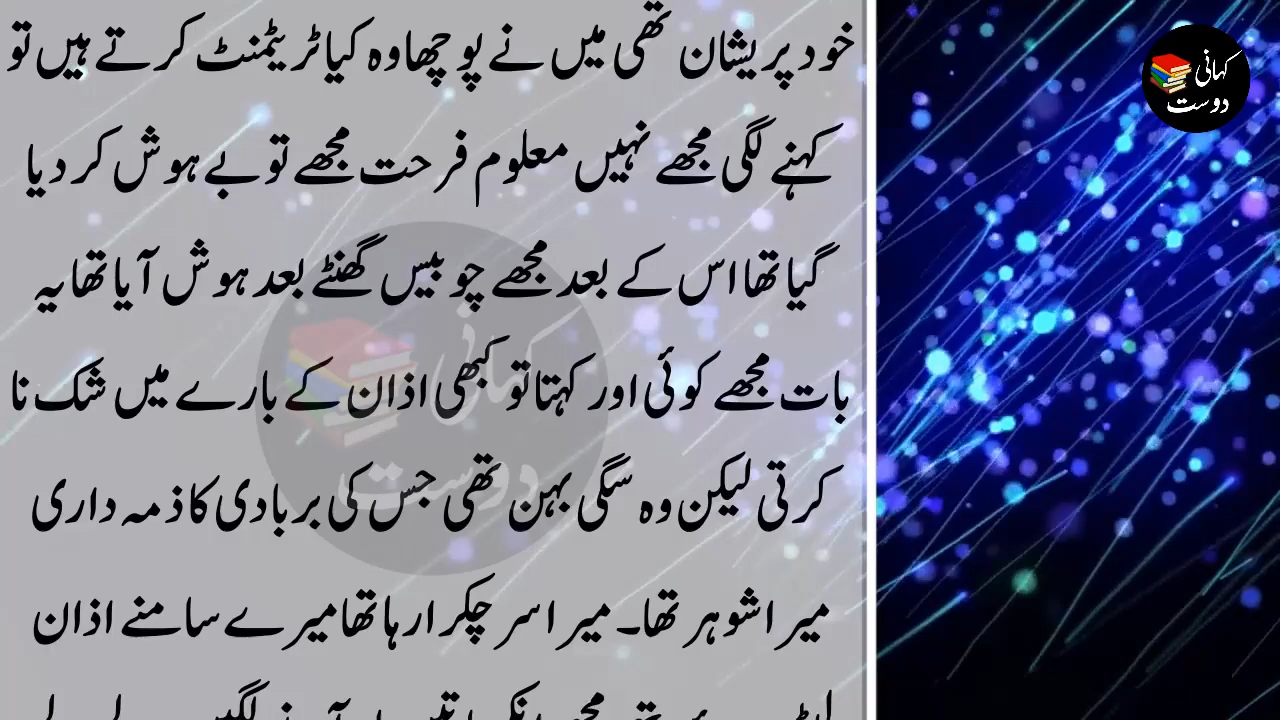 خود پریشان تھی میں نے پوچھا وہ کیا ٹریٹمنٹ کرتے ہیں تو
کہنے لگی مجھے نہیں معلوم فرحت مجھے تو بے ہوش کر دیا
گیا تھا اس کے بعد مجھے چوبیس گھنٹے بعد ہوش آیا تھا یہ
بات مجھے کوئی اور کہتا تو کبھی اذان کے بارے میں شک نا
کرتی لیکن وہ سگی بہن تھی جس کی بربادی کا ذمہ داری
میرا شوہر تھا۔ میرا سر چکرا رہا تھا میرے سامنے اذان
کہانی
دوست
کہانی
دوست